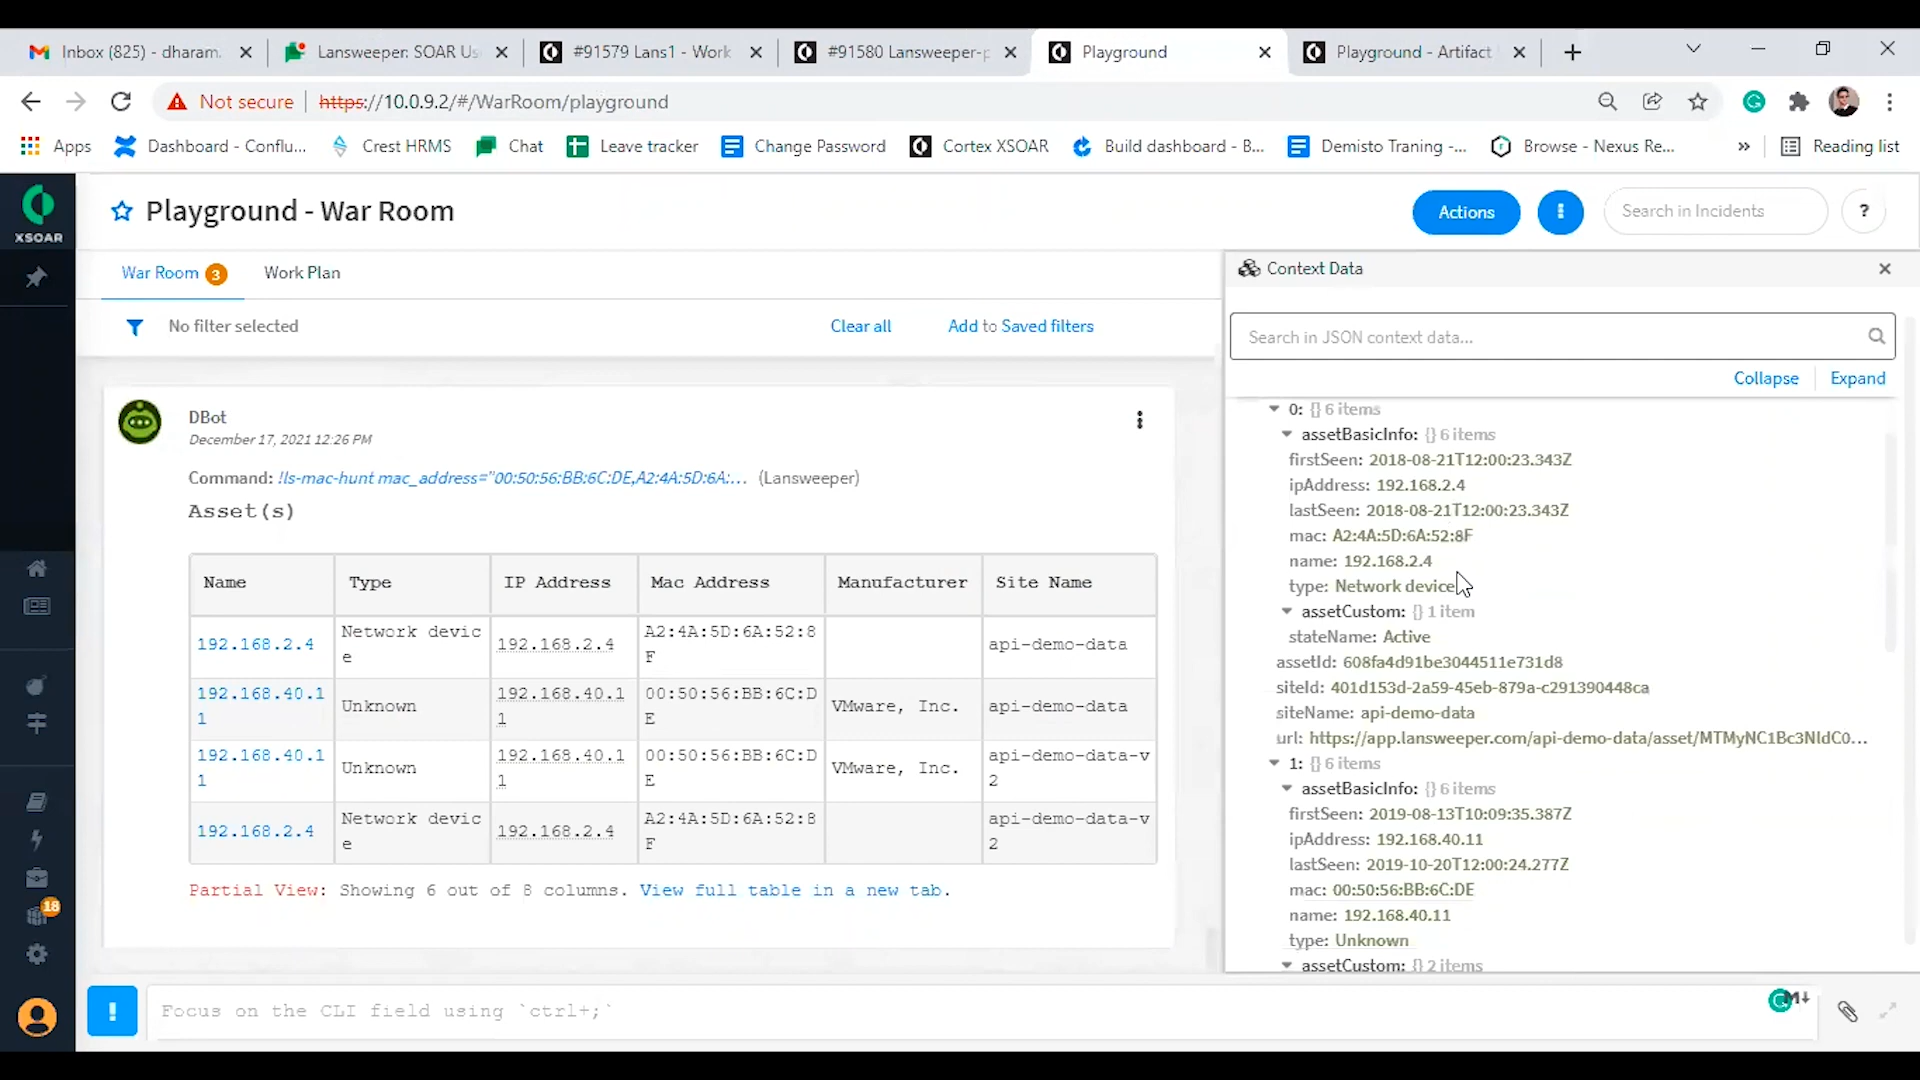 Inbox (825) - dharam.
Lansweeper: SOAR Us
#91579 Lans1 - Work
#91580 Lansweeper-p
Playground
Playground - Artifact
Not secure
https://10.0.9.2/#/WarRoom/playground
Apps
Dashboard - Conflu...
Crest HRMS
Chat
Leave tracker
Change Password
Cortex XSOAR
Build dashboard - B...
Demisto Traning -...
Browse - Nexus Re...
»
Reading list
XSOAR
Playground - War Room
Actions
Search in Incidents
?
War Room 3
Work Plan
No filter selected
Clear all
Add to Saved filters
DBot
December 17, 2021 12:26 PM
Command: !ls-mac-hunt mac_address="00:50:56:BB:6C:DE,A2:4A:5D:6A:... (Lansweeper)
Asset(s)
Name Type IP Address Mac Address Manufacturer Site Name
192.168.2.4 Network devic 192.168.2.4 A2:4A:5D:6A:52:8 api-demo-data
e F
192.168.40.1 Unknown 192.168.40.1 00:50:56:BB:6C:D VMware, Inc. api-demo-data
1 1 E
192.168.40.1 Unknown 192.168.40.1 00:50:56:BB:6C:D VMware, Inc. api-demo-data-v
1 1 E 2
192.168.2.4 Network devic 192.168.2.4 A2:4A:5D:6A:52:8 api-demo-data-v
e F 2
Partial View: Showing 6 out of 8 columns. View full table in a new tab.
18
!
Focus on the CLI field using `ctrl+;`
M↓
Context Data
Search in JSON context data...
Collapse
Expand
0: {} 6 items
assetBasicInfo: {} 6 items
firstSeen: 2018-08-21T12:00:23.343Z
ipAddress: 192.168.2.4
lastSeen: 2018-08-21T12:00:23.343Z
mac: A2:4A:5D:6A:52:8F
name: 192.168.2.4
type: Network device
assetCustom: {} 1 item
stateName: Active
assetId: 608fa4d91be3044511e731d8
siteId: 401d153d-2a59-45eb-879a-c291390448ca
siteName: api-demo-data
url: https://app.lansweeper.com/api-demo-data/asset/MTMyNC1Bc3NldC0...
1: {} 6 items
assetBasicInfo: {} 6 items
firstSeen: 2019-08-13T10:09:35.387Z
ipAddress: 192.168.40.11
lastSeen: 2019-10-20T12:00:24.277Z
mac: 00:50:56:BB:6C:DE
name: 192.168.40.11
type: Unknown
assetCustom: {} 2 items